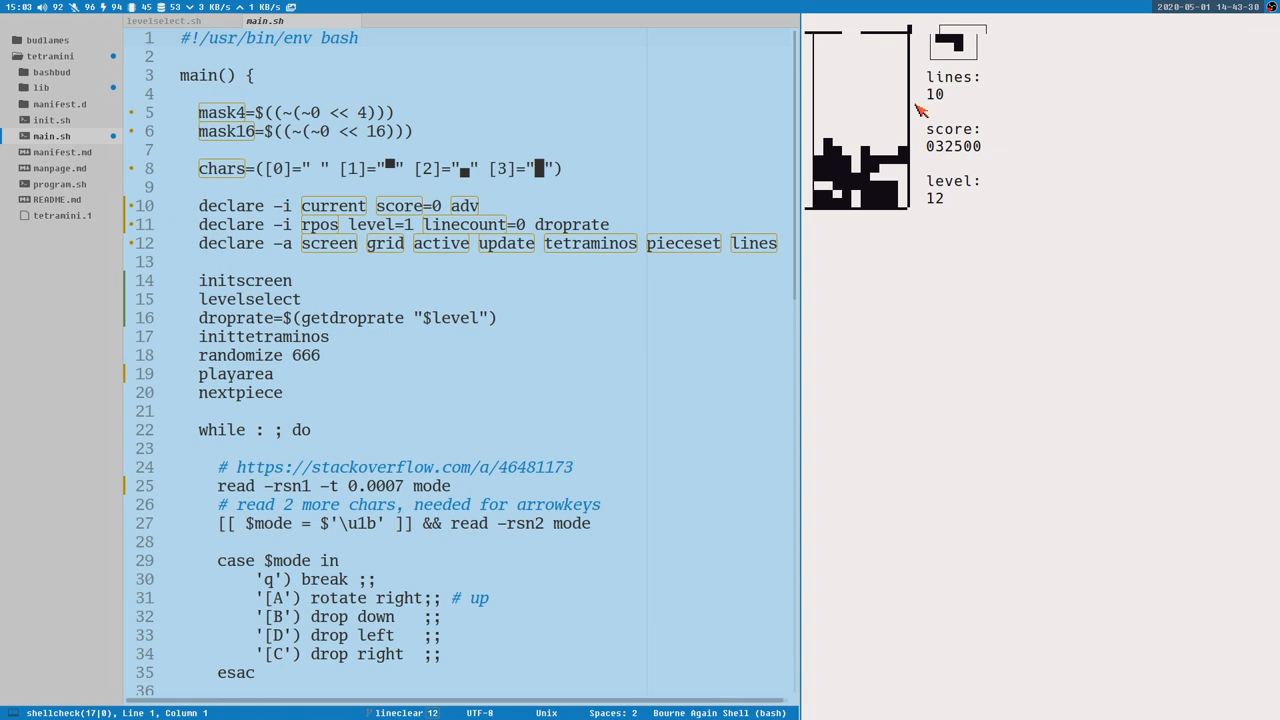 15:03 92 96 94 45 53 3 KB/s 1 KB/s
2020-05-01 14-43-30
levelselect.sh main.sh
budlames
tetramini
bashbud
lib
manifest.d
init.sh
main.sh
manifest.md
manpage.md
program.sh
README.md
tetramini.1
1 #!/usr/bin/env bash
2
3 main() {
4
5 mask4=$((~(~0 << 4)))
6 mask16=$((~(~0 << 16)))
7
8 chars=([0]=" " [1]="▀" [2]="▄" [3]="█")
9
10 declare -i current score=0 adv
11 declare -i rpos level=1 linecount=0 droprate
12 declare -a screen grid active update tetraminos pieceset lines
13
14 initscreen
15 levelselect
16 droprate=$(getdroprate "$level")
17 inittetraminos
18 randomize 666
19 playarea
20 nextpiece
21
22 while : ; do
23
24 # https://stackoverflow.com/a/46481173
25 read -rsn1 -t 0.0007 mode
26 # read 2 more chars, needed for arrowkeys
27 [[ $mode = $'\u1b' ]] && read -rsn2 mode
28
29 case $mode in
30 'q') break ;;
31 '[A') rotate right;; # up
32 '[B') drop down ;;
33 '[D') drop left ;;
34 '[C') drop right ;;
35 esac
36
lines:
10
score:
032500
level:
12
shellcheck(17|0), Line 1, Column 1 lineclear 12 UTF-8 Unix Spaces: 2 Bourne Again Shell (bash)